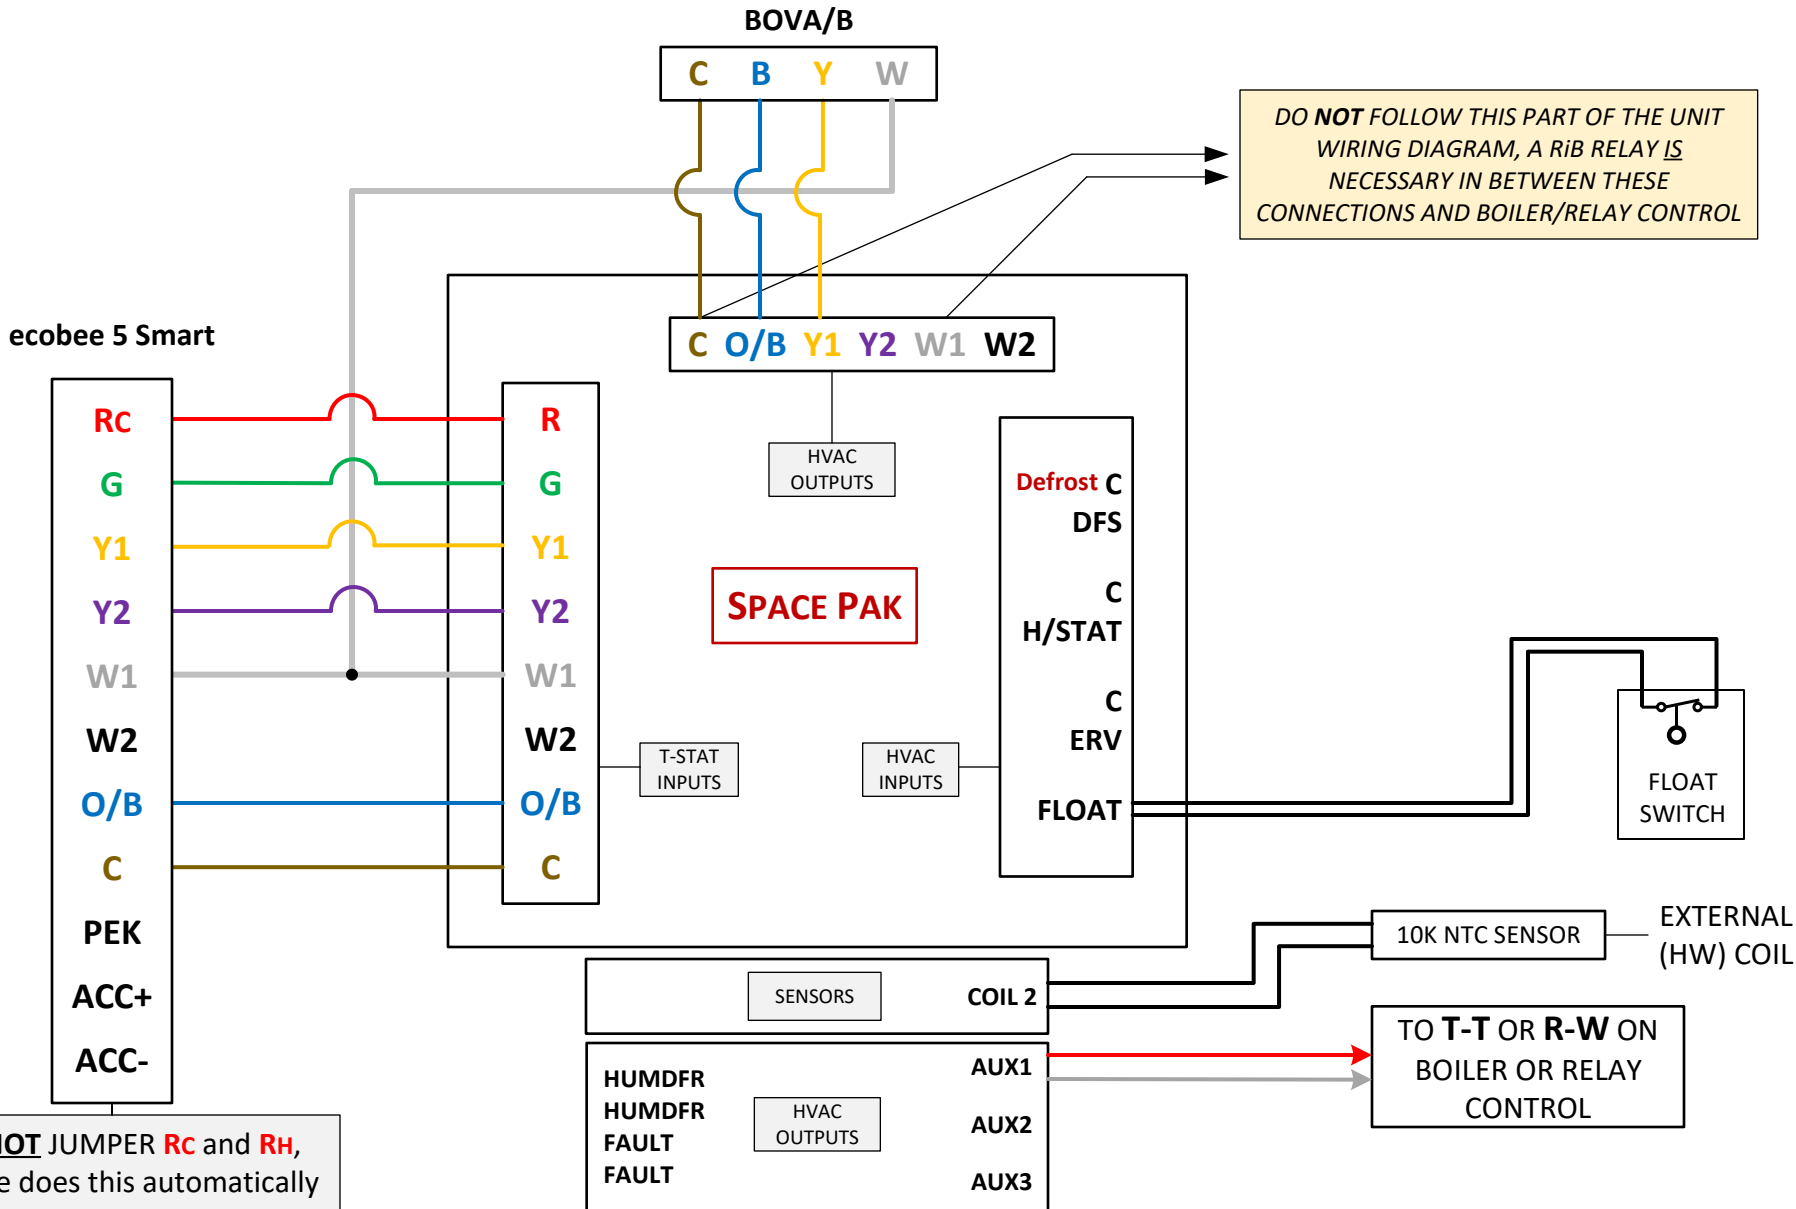 BOVA/B
C B Y W
DO NOT FOLLOW THIS PART OF THE UNIT
WIRING DIAGRAM, A RiB RELAY IS
NECESSARY IN BETWEEN THESE
CONNECTIONS AND BOILER/RELAY CONTROL
ecobee 5 Smart
C O/B Y1 Y2 W1 W2
HVAC
OUTPUTS
RC
G
Y1
Y2
W1
W2
O/B
C
PEK
ACC+
ACC-
R
G
Y1
Y2
W1
W2
O/B
C
T-STAT
INPUTS
SPACE PAK
HVAC
INPUTS
Defrost C
DFS
C
H/STAT
C
ERV
FLOAT
FLOAT
SWITCH
10K NTC SENSOR
EXTERNAL
(HW) COIL
SENSORS
COIL 2
TO T-T OR R-W ON
BOILER OR RELAY
CONTROL
HUMDFR
HUMDFR
FAULT
FAULT
HVAC
OUTPUTS
AUX1
AUX2
AUX3
NOT JUMPER RC and RH,
does this automatically